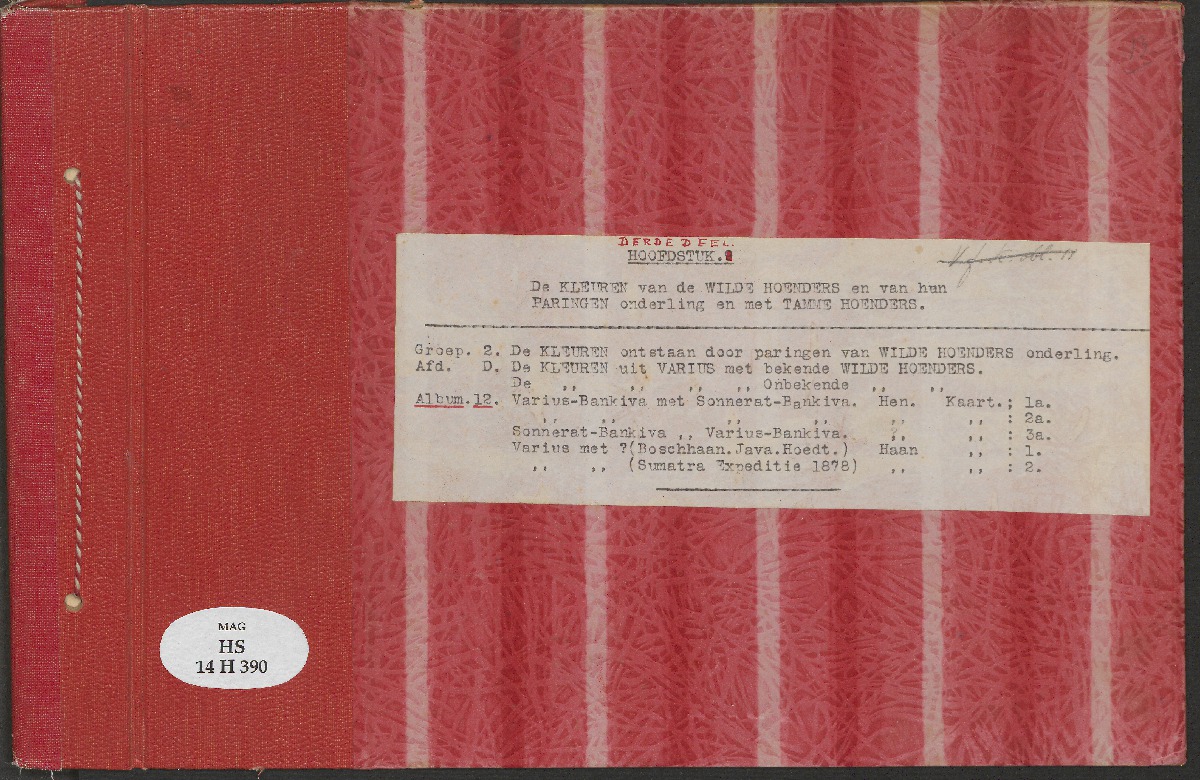 DERDE DEEL.
HOOFDSTUK.
De KLEUREN van de WILDE HOENDERS en van hun
PARINGEN onderling en met TAMME HOENDERS.
Groep. 2. De KLEUREN ontstaan door paringen van WILDE HOENDERS onderling.
Afd. D. De KLEUREN uit VARIUS met bekende WILDE HOENDERS.
De ,, ,, ,, ,, Onbekende ,, ,,
Album.12. Varius-Bankiva met Sonnerat-Bankiva. Hen. Kaart.; 1a.
,, ,, ,, ,, ,, ,, : 2a.
Sonnerat-Bankiva ,, Varius-Bankiva. ,, ,, : 3a.
Varius met ?(Boschhaan.Java.Hoedt.) Haan ,, : 1.
,, ,, (Sumatra Expeditie 1878) ,, ,, : 2.
MAG
HS
14 H 390